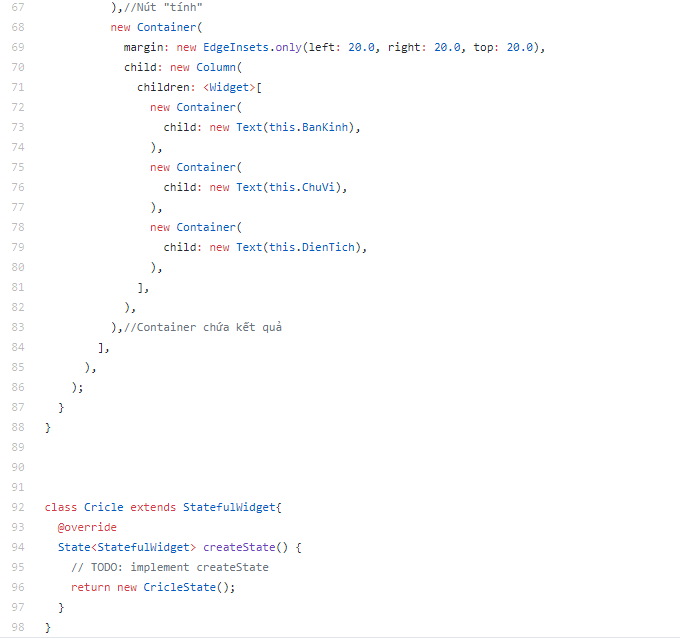 67 ),//Nút "tính"
68 new Container(
69 margin: new EdgeInsets.only(left: 20.0, right: 20.0, top: 20.0),
70 child: new Column(
71 children: <Widget>[
72 new Container(
73 child: new Text(this.BanKinh),
74 ),
75 new Container(
76 child: new Text(this.ChuVi),
77 ),
78 new Container(
79 child: new Text(this.DienTich),
80 ),
81 ],
82 ),
83 ),//Container chứa kết quả
84 ],
85 ),
86 );
87 }
88 }
89
90
91
92 class Cricle extends StatefulWidget{
93 @override
94 State<StatefulWidget> createState() {
95 // TODO: implement createState
96 return new CricleState();
97 }
98 }